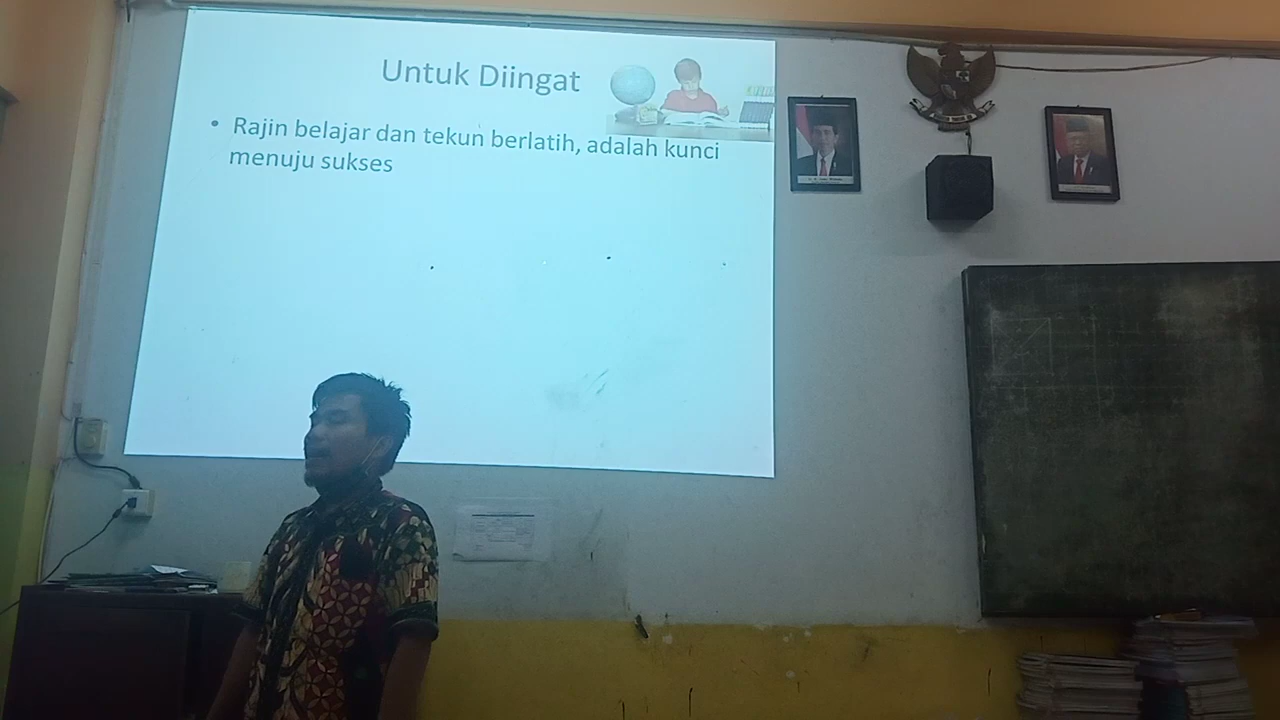 Untuk Diingat
• Rajin belajar dan tekun berlatih, adalah kunci
menuju sukses